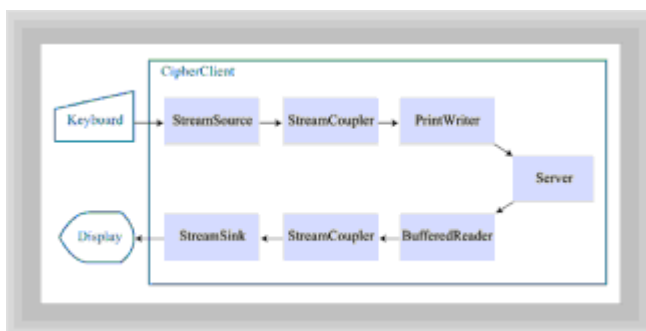 CipherClient
Keyboard
StreamSource
StreamCoupler
PrintWriter
Server
Display
StreamSink
StreamCoupler
BufferedReader